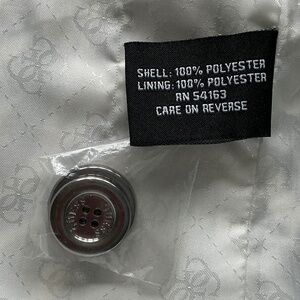 SHELL: 100% POLYESTER
LINING: 100% POLYESTER
RN 54163
CARE ON REVERSE